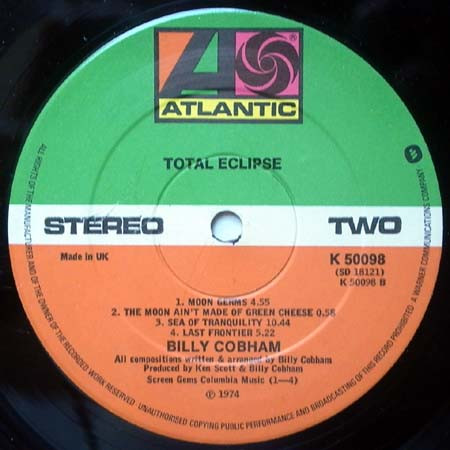 ATLANTIC
TOTAL ECLIPSE
STEREO
TWO
Made in UK
K 50098
(SD 18121)
K 50098 B
1. MOON GERMS 4.55
2. THE MOON AIN'T MADE OF GREEN CHEESE 0.58
3. SEA OF TRANQUILITY 10.44
4. LAST FRONTIER 5.22
BILLY COBHAM
All compositions written & arranged by Billy Cobham
Produced by Ken Scott & Billy Cobham
Screen Gems Columbia Music (1—4)
℗ 1974
ALL RIGHTS OF THE MANUFACTURER AND OF THE OWNER OF THE RECORDED WORK RESERVED. UNAUTHORISED COPYING PUBLIC PERFORMANCE AND BROADCASTING OF THIS RECORD PROHIBITED
A WARNER COMMUNICATIONS COMPANY